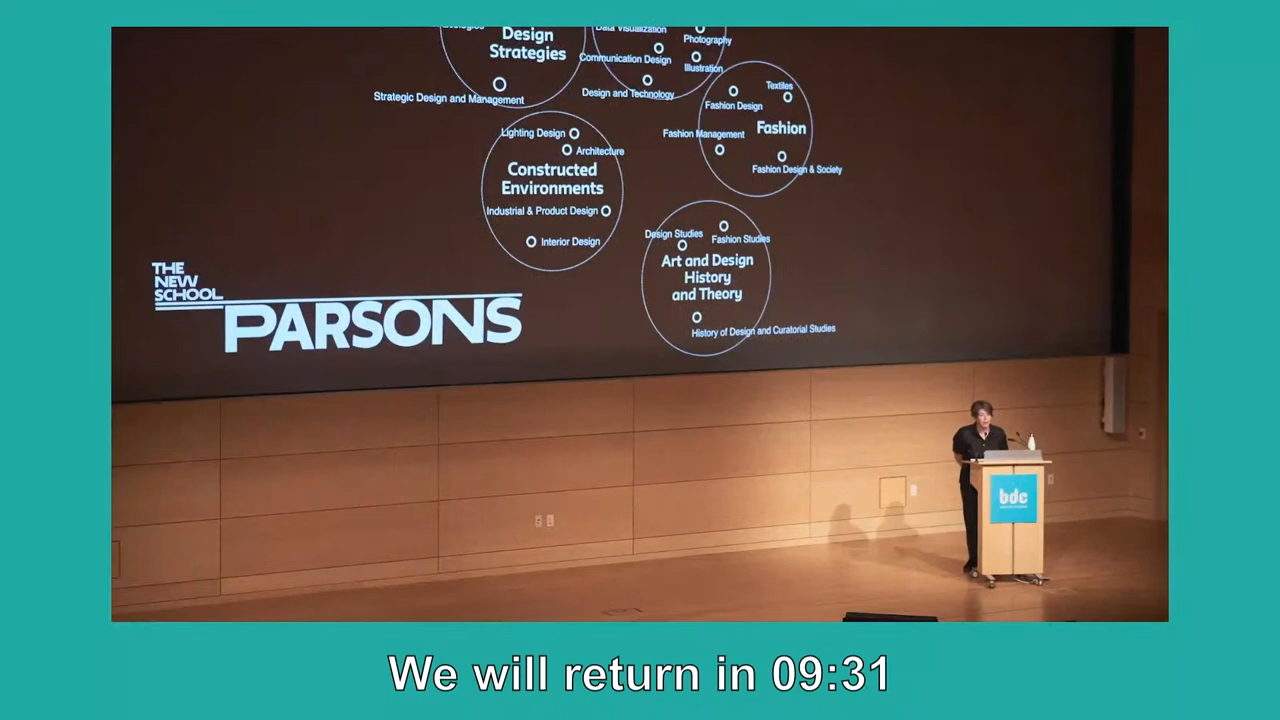 Data Visualization
Design
Strategies
Photography
Communication Design
Illustration
Strategic Design and Management
Design and Technology
Textiles
Fashion Design
Fashion
Fashion Management
Fashion Design & Society
Lighting Design
Architecture
Constructed
Environments
Industrial & Product Design
Interior Design
Design Studies
Fashion Studies
Art and Design
History
and Theory
History of Design and Curatorial Studies
THE
NEW
SCHOOL
PARSONS
bdc
We will return in 09:31